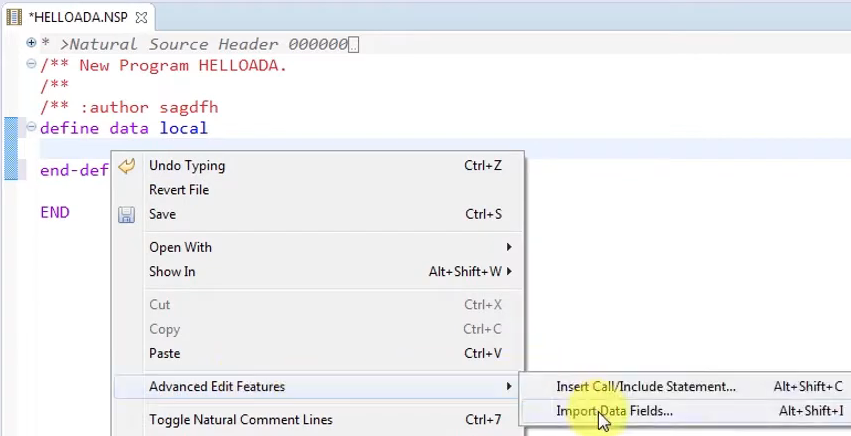 *HELLOADA.NSP
* >Natural Source Header 000000
/** New Program HELLOADA.
/**
/** :author sagdfh
define data local
end-def
END
Undo Typing Ctrl+Z
Revert File
Save Ctrl+S
Open With
Show In Alt+Shift+W
Cut Ctrl+X
Copy Ctrl+C
Paste Ctrl+V
Advanced Edit Features
Insert Call/Include Statement... Alt+Shift+C
Import Data Fields... Alt+Shift+I
Toggle Natural Comment Lines Ctrl+7